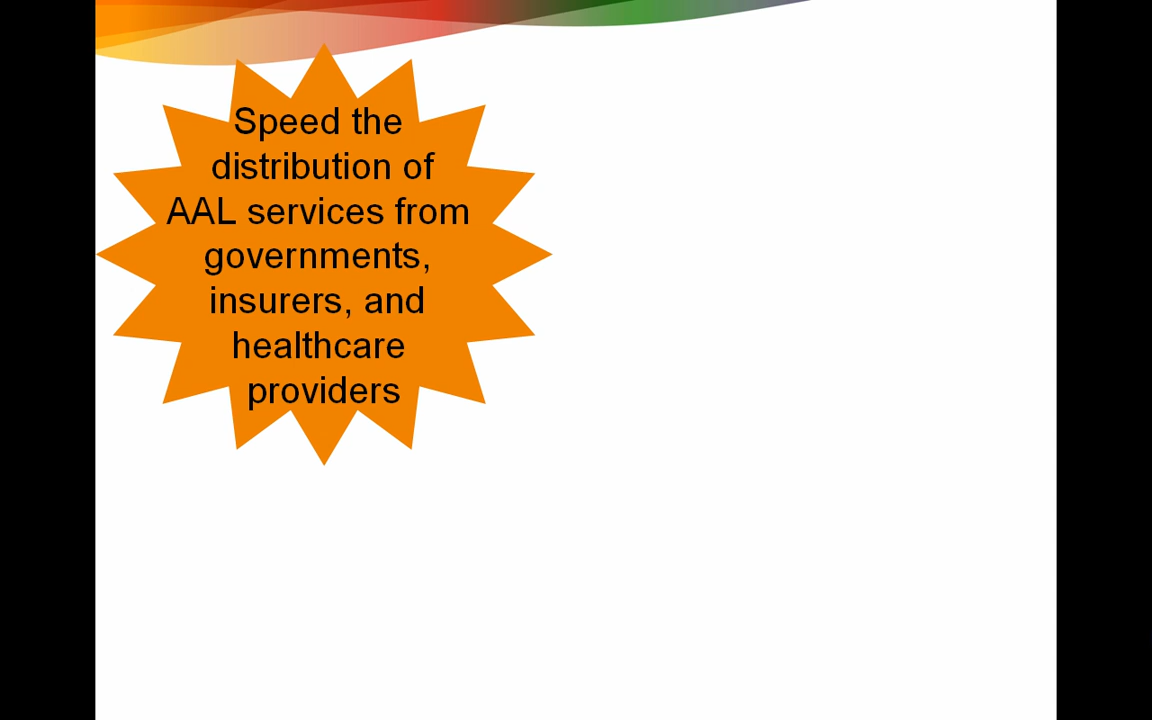 Speed the
distribution of
AAL services from
governments,
insurers, and
healthcare
providers